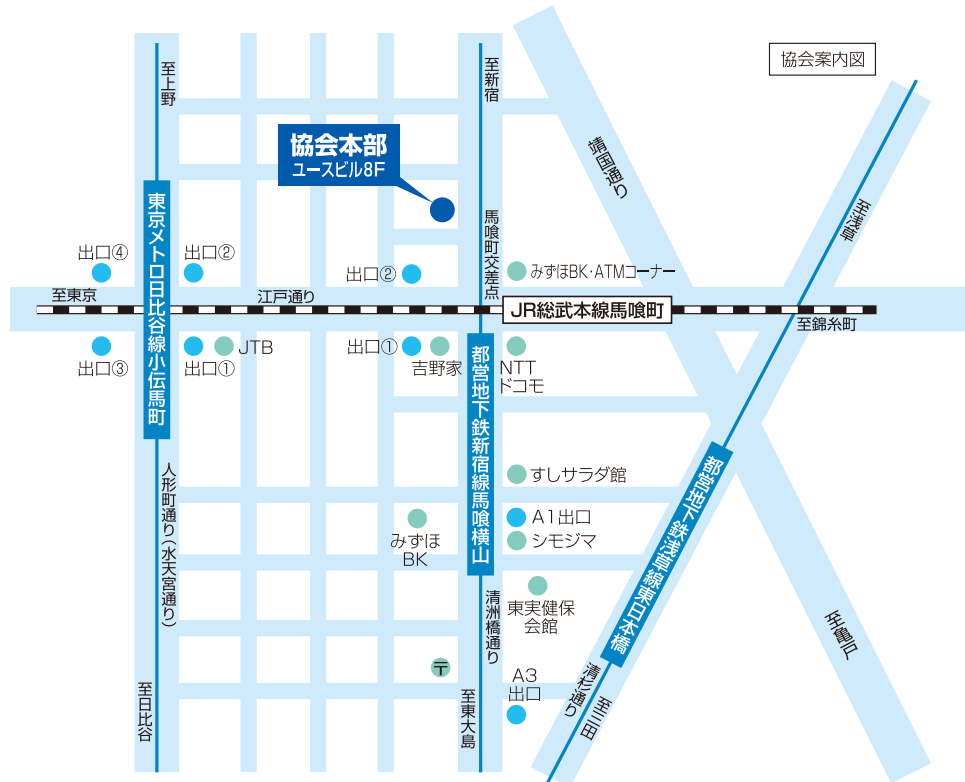 協会案内図
至上野
至新宿
協会本部
ユースビル8F
靖国通り
至浅草
東京メトロ日比谷線小伝馬町
馬喰町交差点
出口④
出口②
出口②
みずほBK・ATMコーナー
至東京
江戸通り
JR総武本線馬喰町
至錦糸町
出口③
出口①
JTB
出口①
吉野家
NTT
ドコモ
都営地下鉄新宿線馬喰横山
都営地下鉄浅草線東日本橋
人形町通り(水天宮通り)
すしサラダ館
A1出口
シモジマ
みずほ
BK
東実健保
会館
清洲橋通り
至亀戸
〒
A3
出口
清杉通り
至三田
至日比谷
至東大島